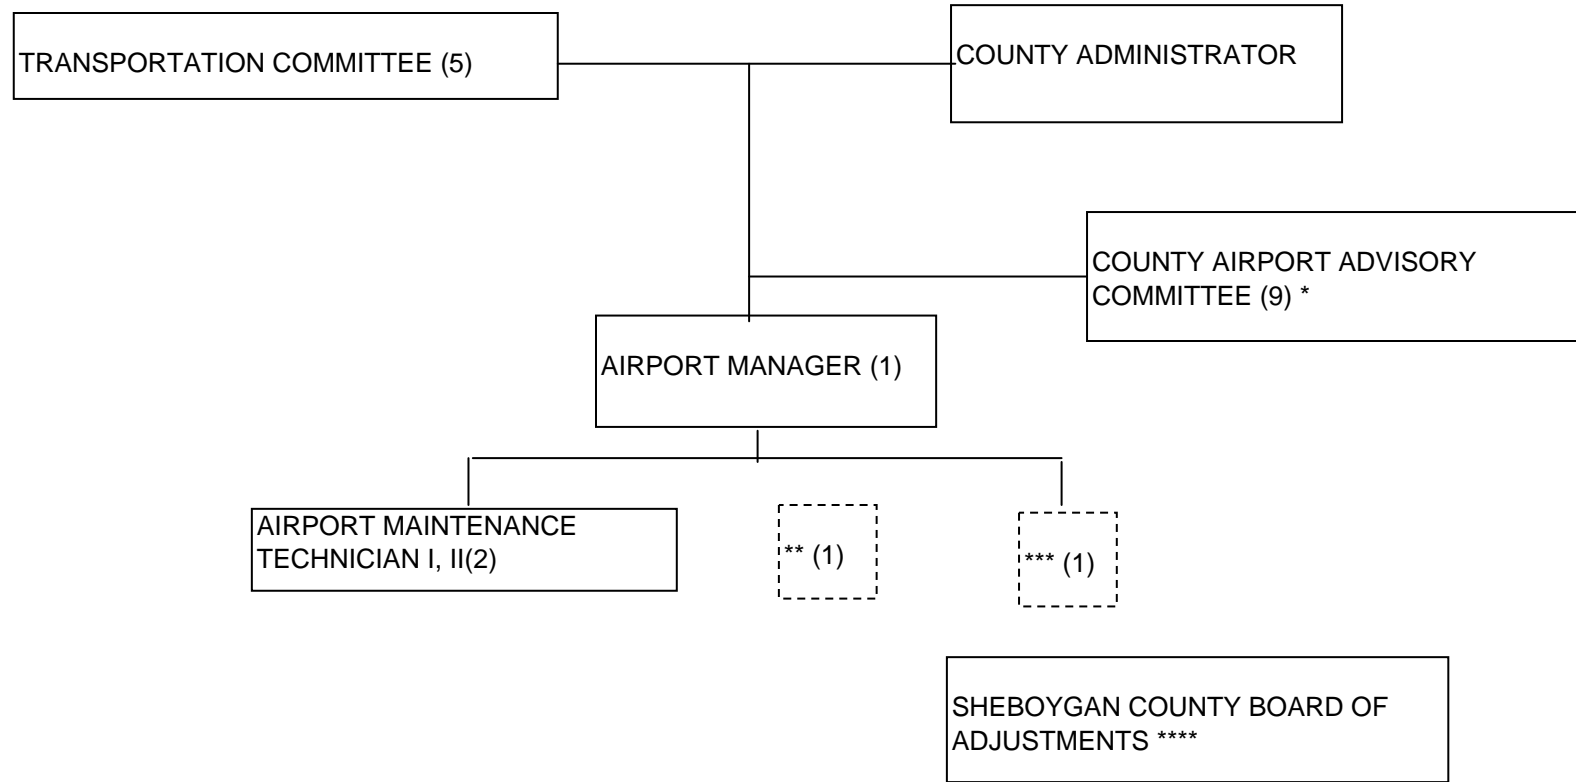 TRANSPORTATION COMMITTEE (5)
COUNTY ADMINISTRATOR
COUNTY AIRPORT ADVISORY
COMMITTEE (9) *
AIRPORT MANAGER (1)
AIRPORT MAINTENANCE
TECHNICIAN I, II(2)
** (1)
*** (1)
SHEBOYGAN COUNTY BOARD OF
ADJUSTMENTS ****